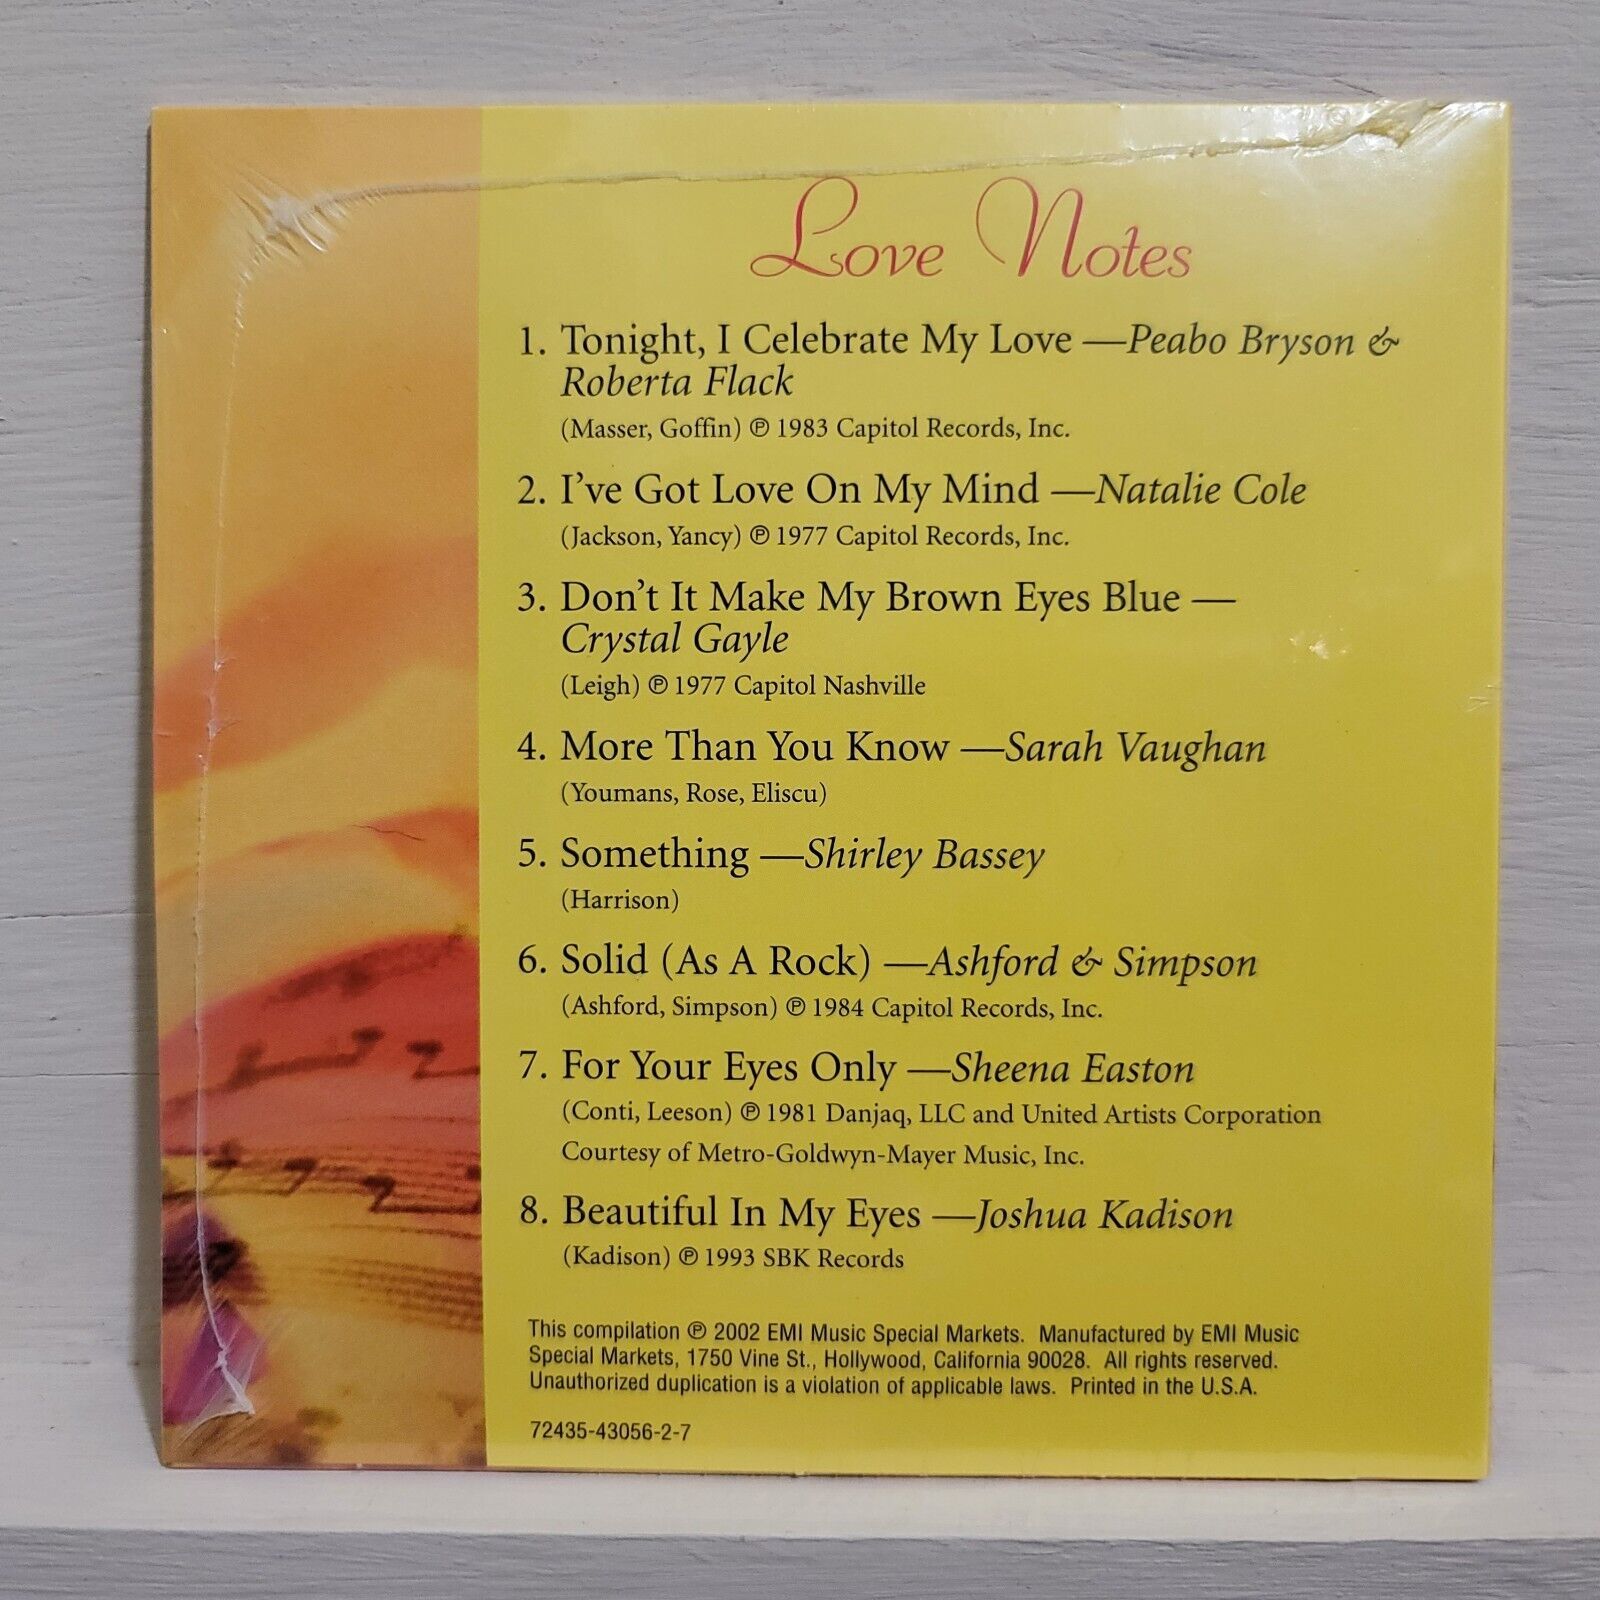 Love Notes
1. Tonight, I Celebrate My Love —Peabo Bryson &
Roberta Flack
(Masser, Goffin) ℗ 1983 Capitol Records, Inc.
2. I've Got Love On My Mind —Natalie Cole
(Jackson, Yancy) ℗ 1977 Capitol Records, Inc.
3. Don't It Make My Brown Eyes Blue —
Crystal Gayle
(Leigh) ℗ 1977 Capitol Nashville
4. More Than You Know —Sarah Vaughan
(Youmans, Rose, Eliscu)
5. Something —Shirley Bassey
(Harrison)
6. Solid (As A Rock) —Ashford & Simpson
(Ashford, Simpson) ℗ 1984 Capitol Records, Inc.
7. For Your Eyes Only —Sheena Easton
(Conti, Leeson) ℗ 1981 Danjaq, LLC and United Artists Corporation
Courtesy of Metro-Goldwyn-Mayer Music, Inc.
8. Beautiful In My Eyes —Joshua Kadison
(Kadison) ℗ 1993 SBK Records
This compilation ℗ 2002 EMI Music Special Markets. Manufactured by EMI Music
Special Markets, 1750 Vine St., Hollywood, California 90028. All rights reserved.
Unauthorized duplication is a violation of applicable laws. Printed in the U.S.A.
72435-43056-2-7